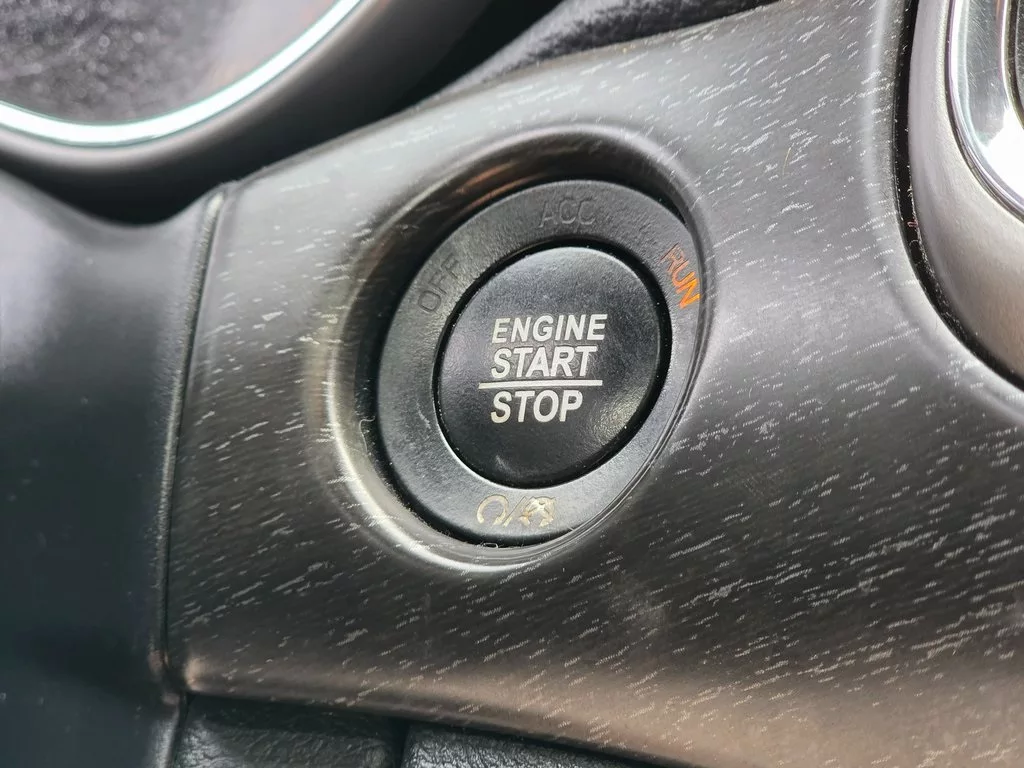 OFF
ACC
RUN
ENGINE
START
STOP